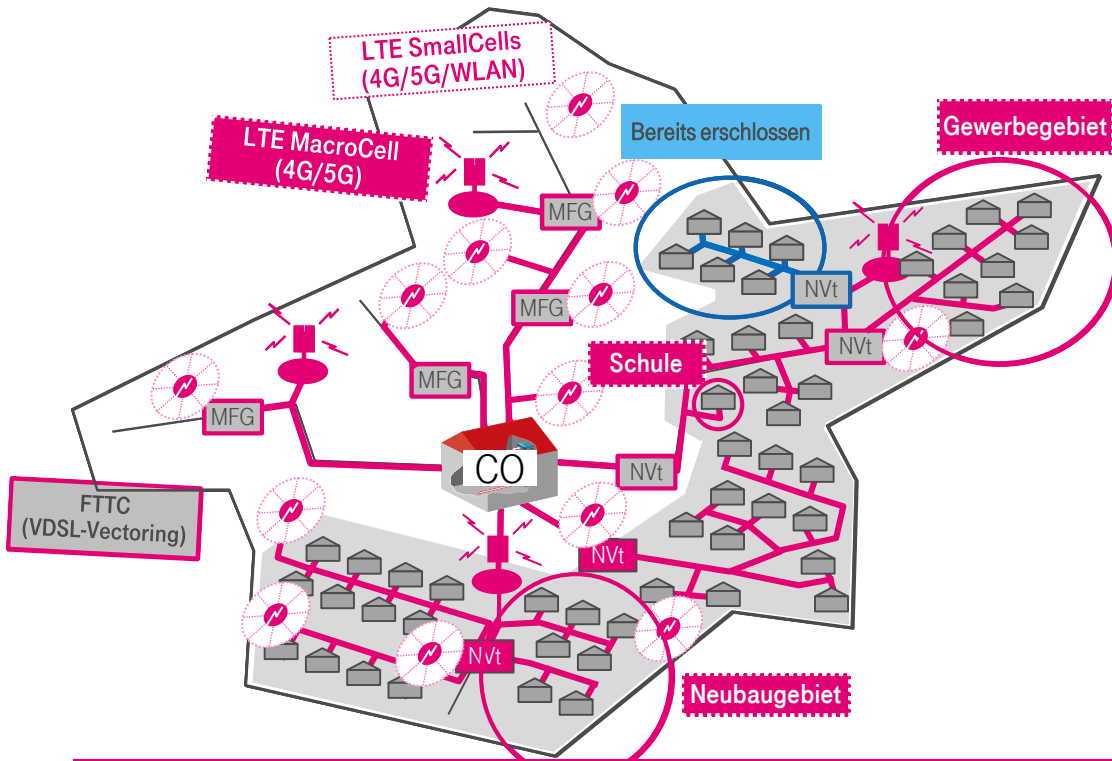 LTE SmallCells
(4G/5G/WLAN)
LTE MacroCell
(4G/5G)
Bereits erschlossen
Gewerbegebiet
MFG
NVt
MFG
NVt
Schule
MFG
MFG
CO
NVt
FTTC
(VDSL-Vectoring)
NVt
NVt
Neubaugebiet